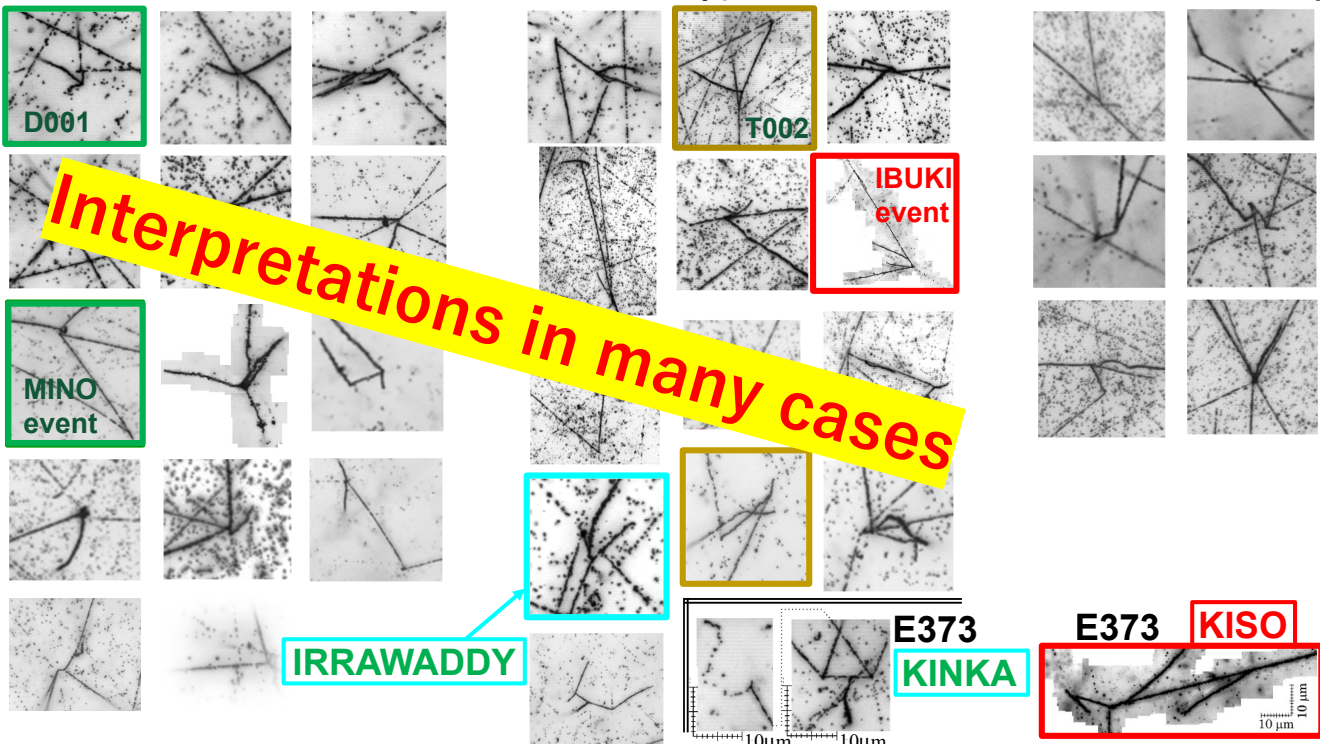 D001
T002
IBUKI
event
Interpretations in many cases
MINO
event
IRRAWADDY
E373
KINKA
E373
KISO
10μm
10μm
10 μm
10 μm